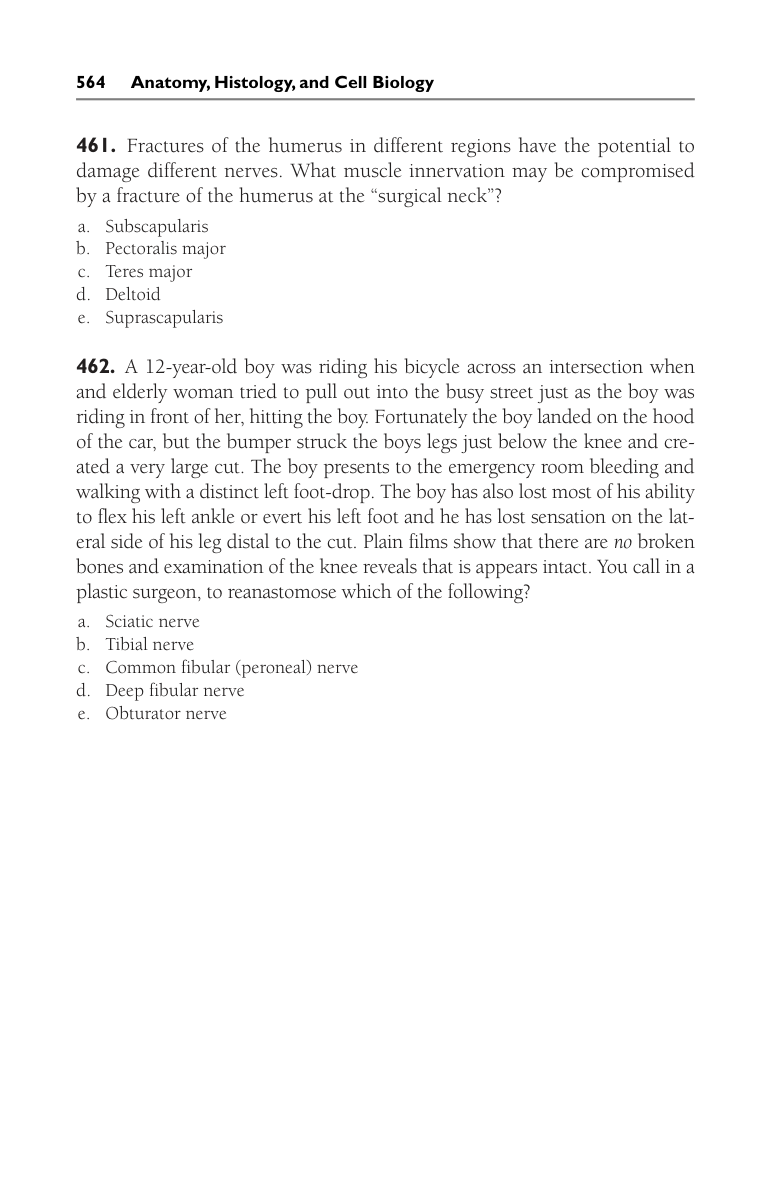 564 Anatomy, Histology, and Cell Biology
461. Fractures of the humerus in different regions have the potential to
damage different nerves. What muscle innervation may be compromised
by a fracture of the humerus at the “surgical neck”?
a. Subscapularis
b. Pectoralis major
c. Teres major
d. Deltoid
e. Suprascapularis
462. A 12-year-old boy was riding his bicycle across an intersection when
and elderly woman tried to pull out into the busy street just as the boy was
riding in front of her, hitting the boy. Fortunately the boy landed on the hood
of the car, but the bumper struck the boys legs just below the knee and cre-
ated a very large cut. The boy presents to the emergency room bleeding and
walking with a distinct left foot-drop. The boy has also lost most of his ability
to flex his left ankle or evert his left foot and he has lost sensation on the lat-
eral side of his leg distal to the cut. Plain films show that there are no broken
bones and examination of the knee reveals that is appears intact. You call in a
plastic surgeon, to reanastomose which of the following?
a. Sciatic nerve
b. Tibial nerve
c. Common fibular (peroneal) nerve
d. Deep fibular nerve
e. Obturator nerve